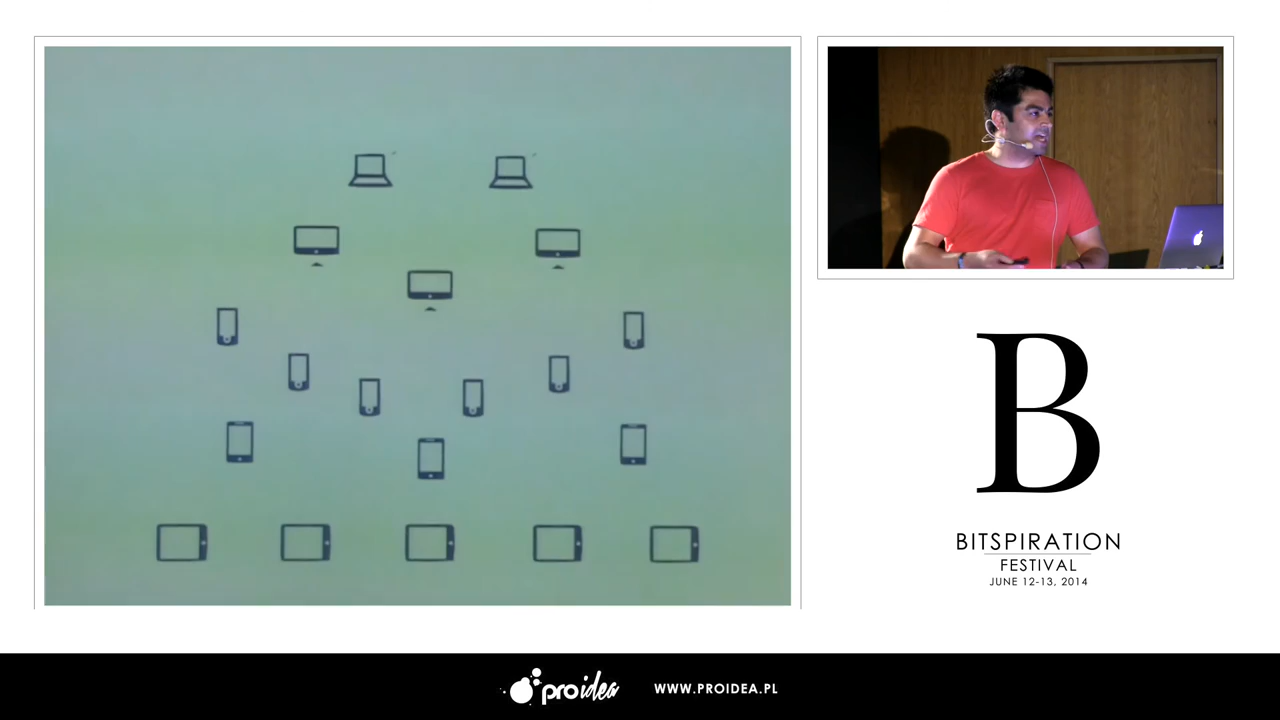 B
BITSPIRATION
FESTIVAL
JUNE 12-13, 2014
proidea
WWW.PROIDEA.PL